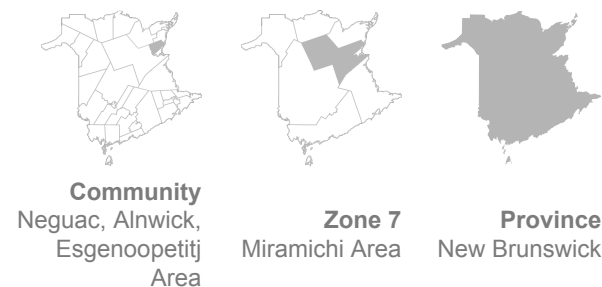 Community
Neguac, Alnwick,
Esgenoopetitj
Area
Zone 7
Miramichi Area
Province
New Brunswick